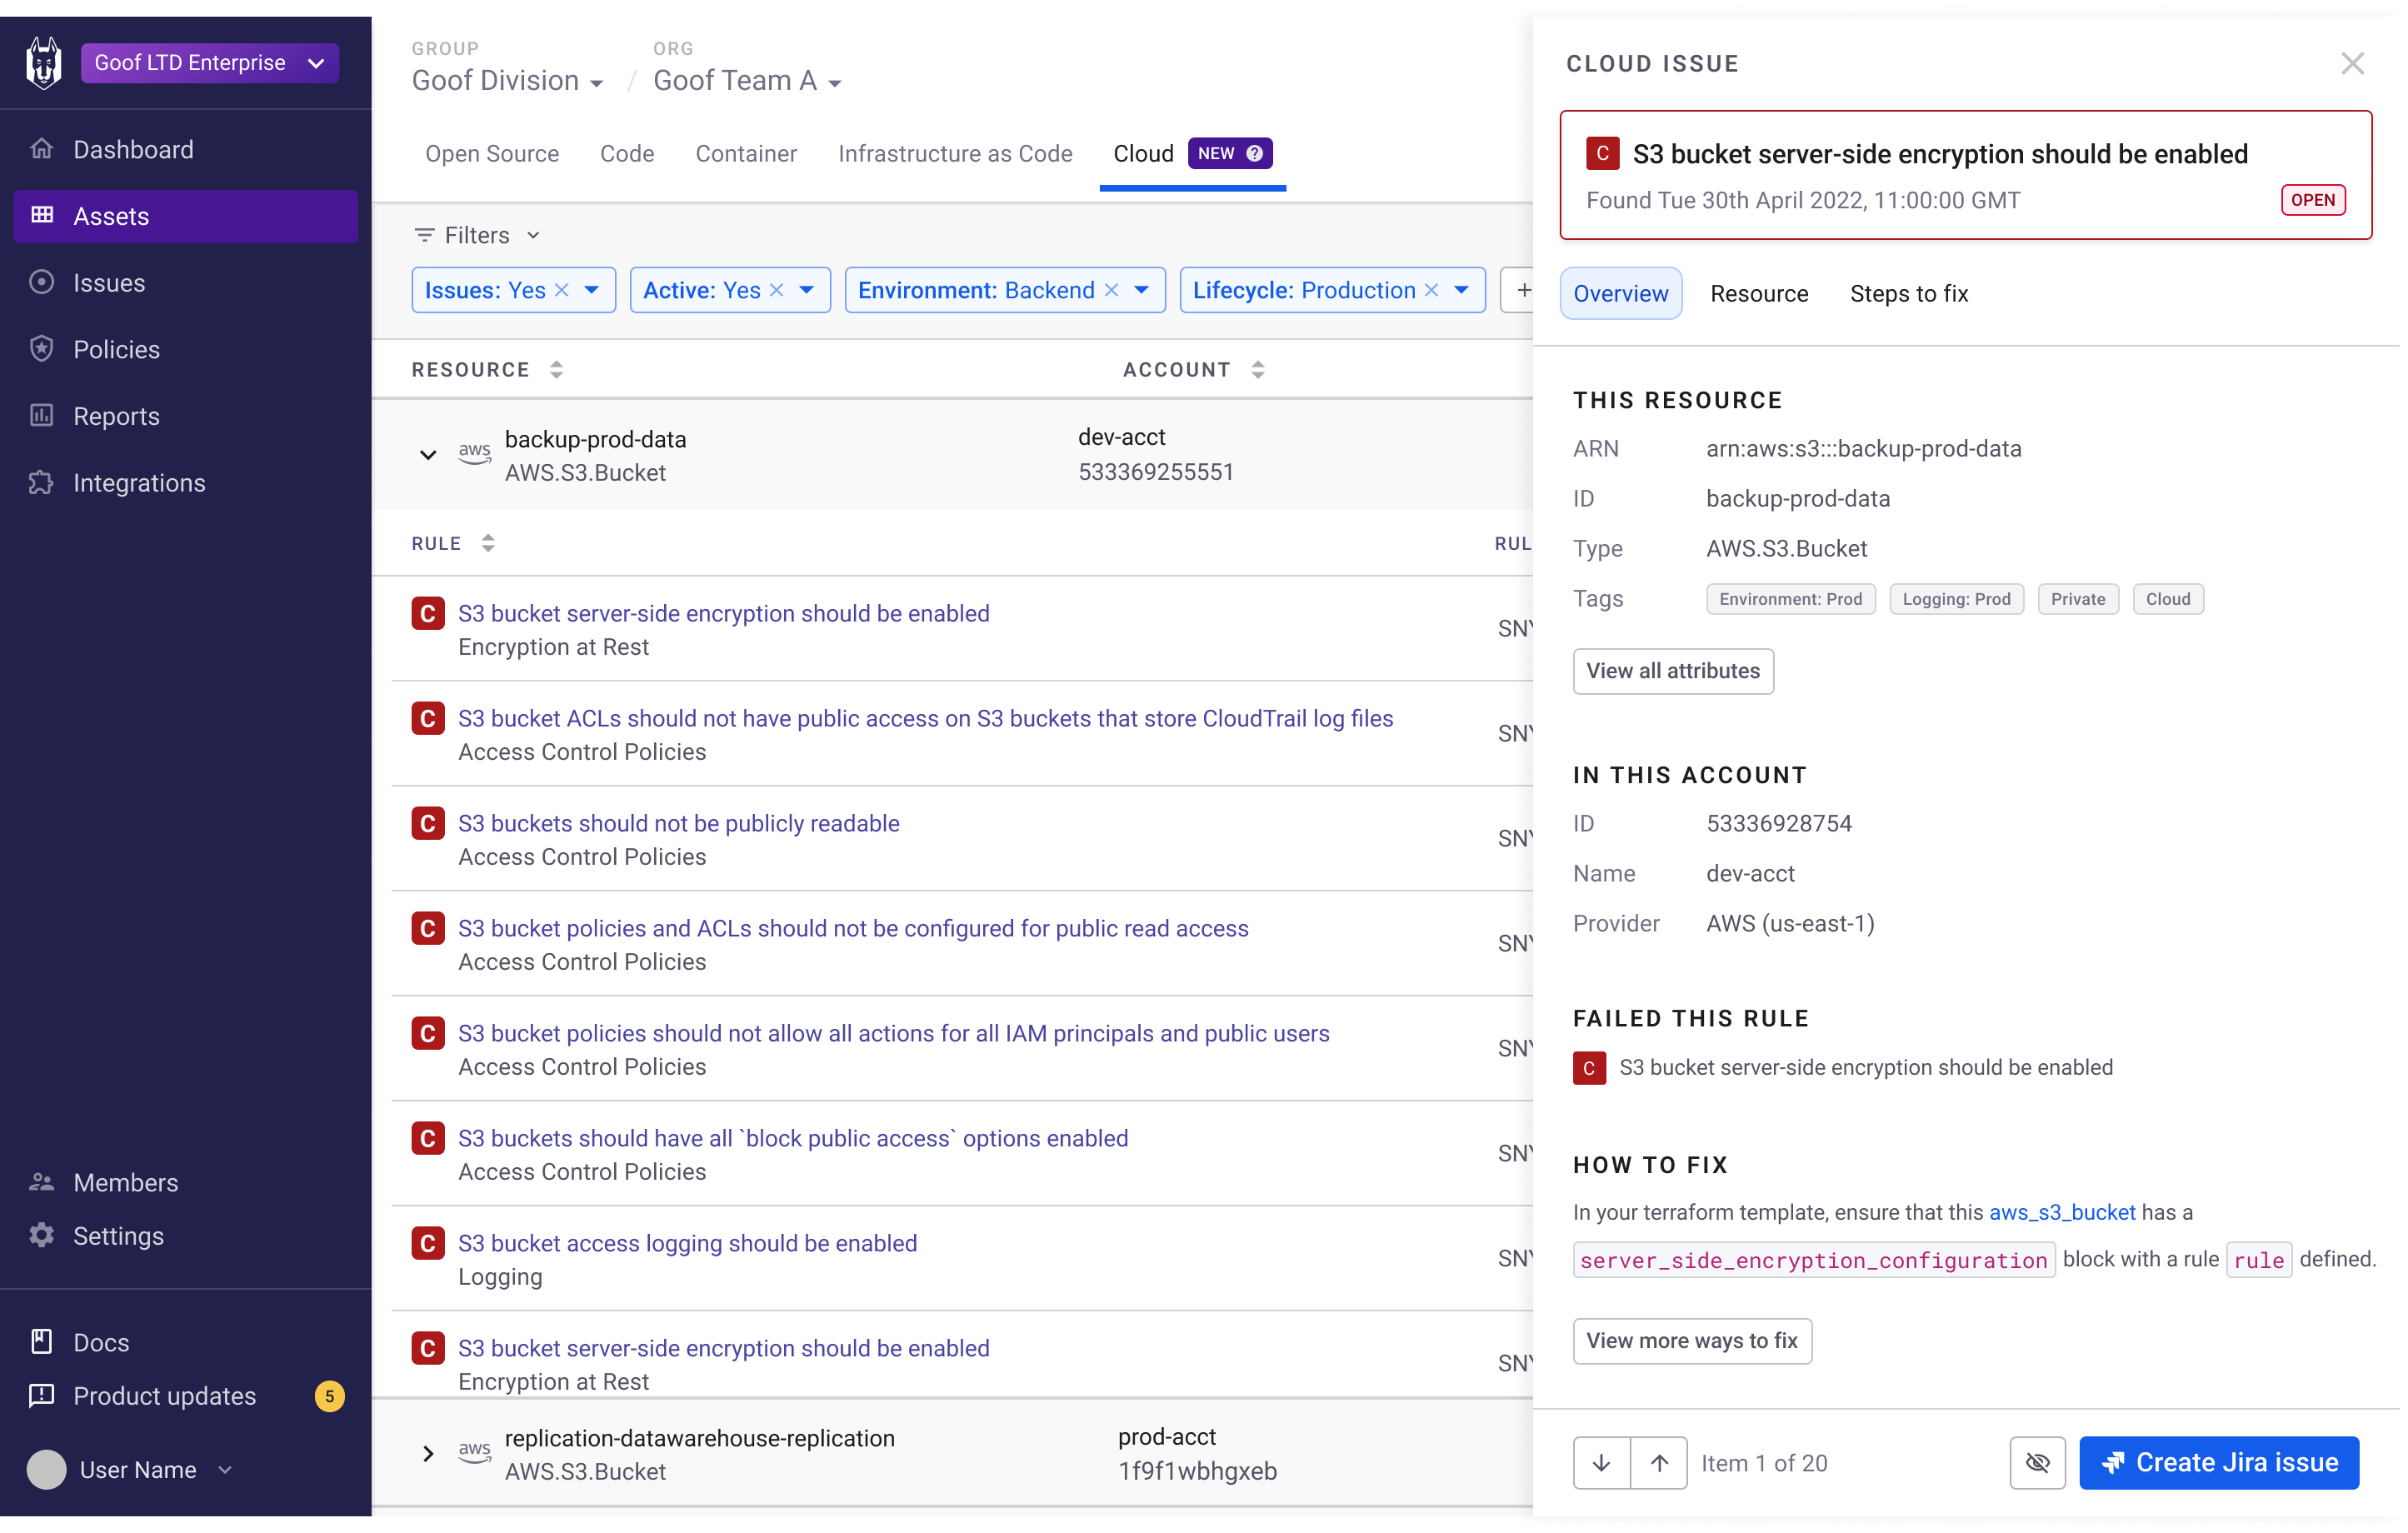 Goof LTD Enterprise
Dashboard
Assets
Issues
Policies
Reports
Integrations
Members
Settings
Docs
Product updates 5
User Name
GROUP ORG
Goof Division / Goof Team A
Open Source Code Container Infrastructure as Code Cloud NEW ?
Filters
Issues: Yes Active: Yes Environment: Backend Lifecycle: Production +
RESOURCE ACCOUNT
aws backup-prod-data dev-acct
AWS.S3.Bucket 533369255551
RULE RUL
C S3 bucket server-side encryption should be enabled SNY
Encryption at Rest
C S3 bucket ACLs should not have public access on S3 buckets that store CloudTrail log files SNY
Access Control Policies
C S3 buckets should not be publicly readable SNY
Access Control Policies
C S3 bucket policies and ACLs should not be configured for public read access SNY
Access Control Policies
C S3 bucket policies should not allow all actions for all IAM principals and public users SNY
Access Control Policies
C S3 buckets should have all `block public access` options enabled SNY
Access Control Policies
C S3 bucket access logging should be enabled SNY
Logging
C S3 bucket server-side encryption should be enabled SNY
Encryption at Rest
aws replication-datawarehouse-replication prod-acct
AWS.S3.Bucket 1f9f1wbhgxeb
CLOUD ISSUE
C S3 bucket server-side encryption should be enabled
Found Tue 30th April 2022, 11:00:00 GMT OPEN
Overview Resource Steps to fix
THIS RESOURCE
ARN arn:aws:s3:::backup-prod-data
ID backup-prod-data
Type AWS.S3.Bucket
Tags Environment: Prod Logging: Prod Private Cloud
View all attributes
IN THIS ACCOUNT
ID 53336928754
Name dev-acct
Provider AWS (us-east-1)
FAILED THIS RULE
C S3 bucket server-side encryption should be enabled
HOW TO FIX
In your terraform template, ensure that this aws_s3_bucket has a
server_side_encryption_configuration block with a rule rule defined.
View more ways to fix
Item 1 of 20 Create Jira issue